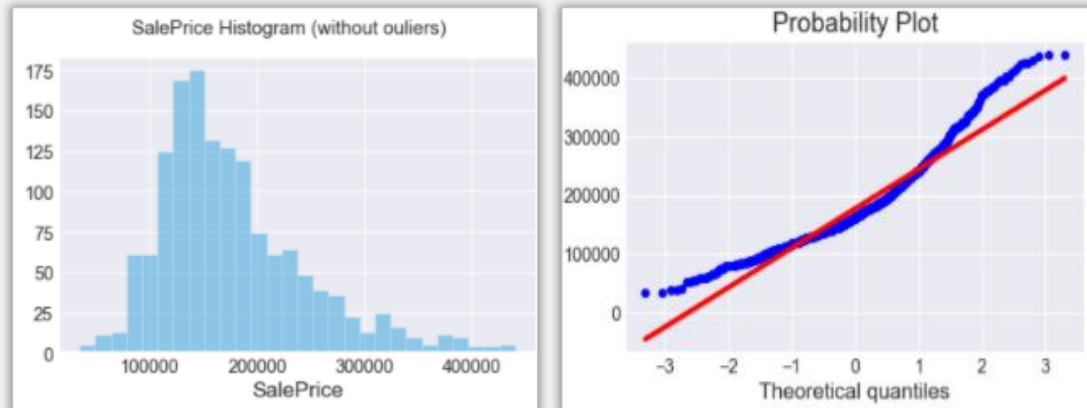 SalePrice Histogram (without ouliers)
175
150
125
100
75
50
25
0
100000 200000 300000 400000
SalePrice
Probability Plot
400000
300000
200000
100000
0
−3 −2 −1 0 1 2 3
Theoretical quantiles